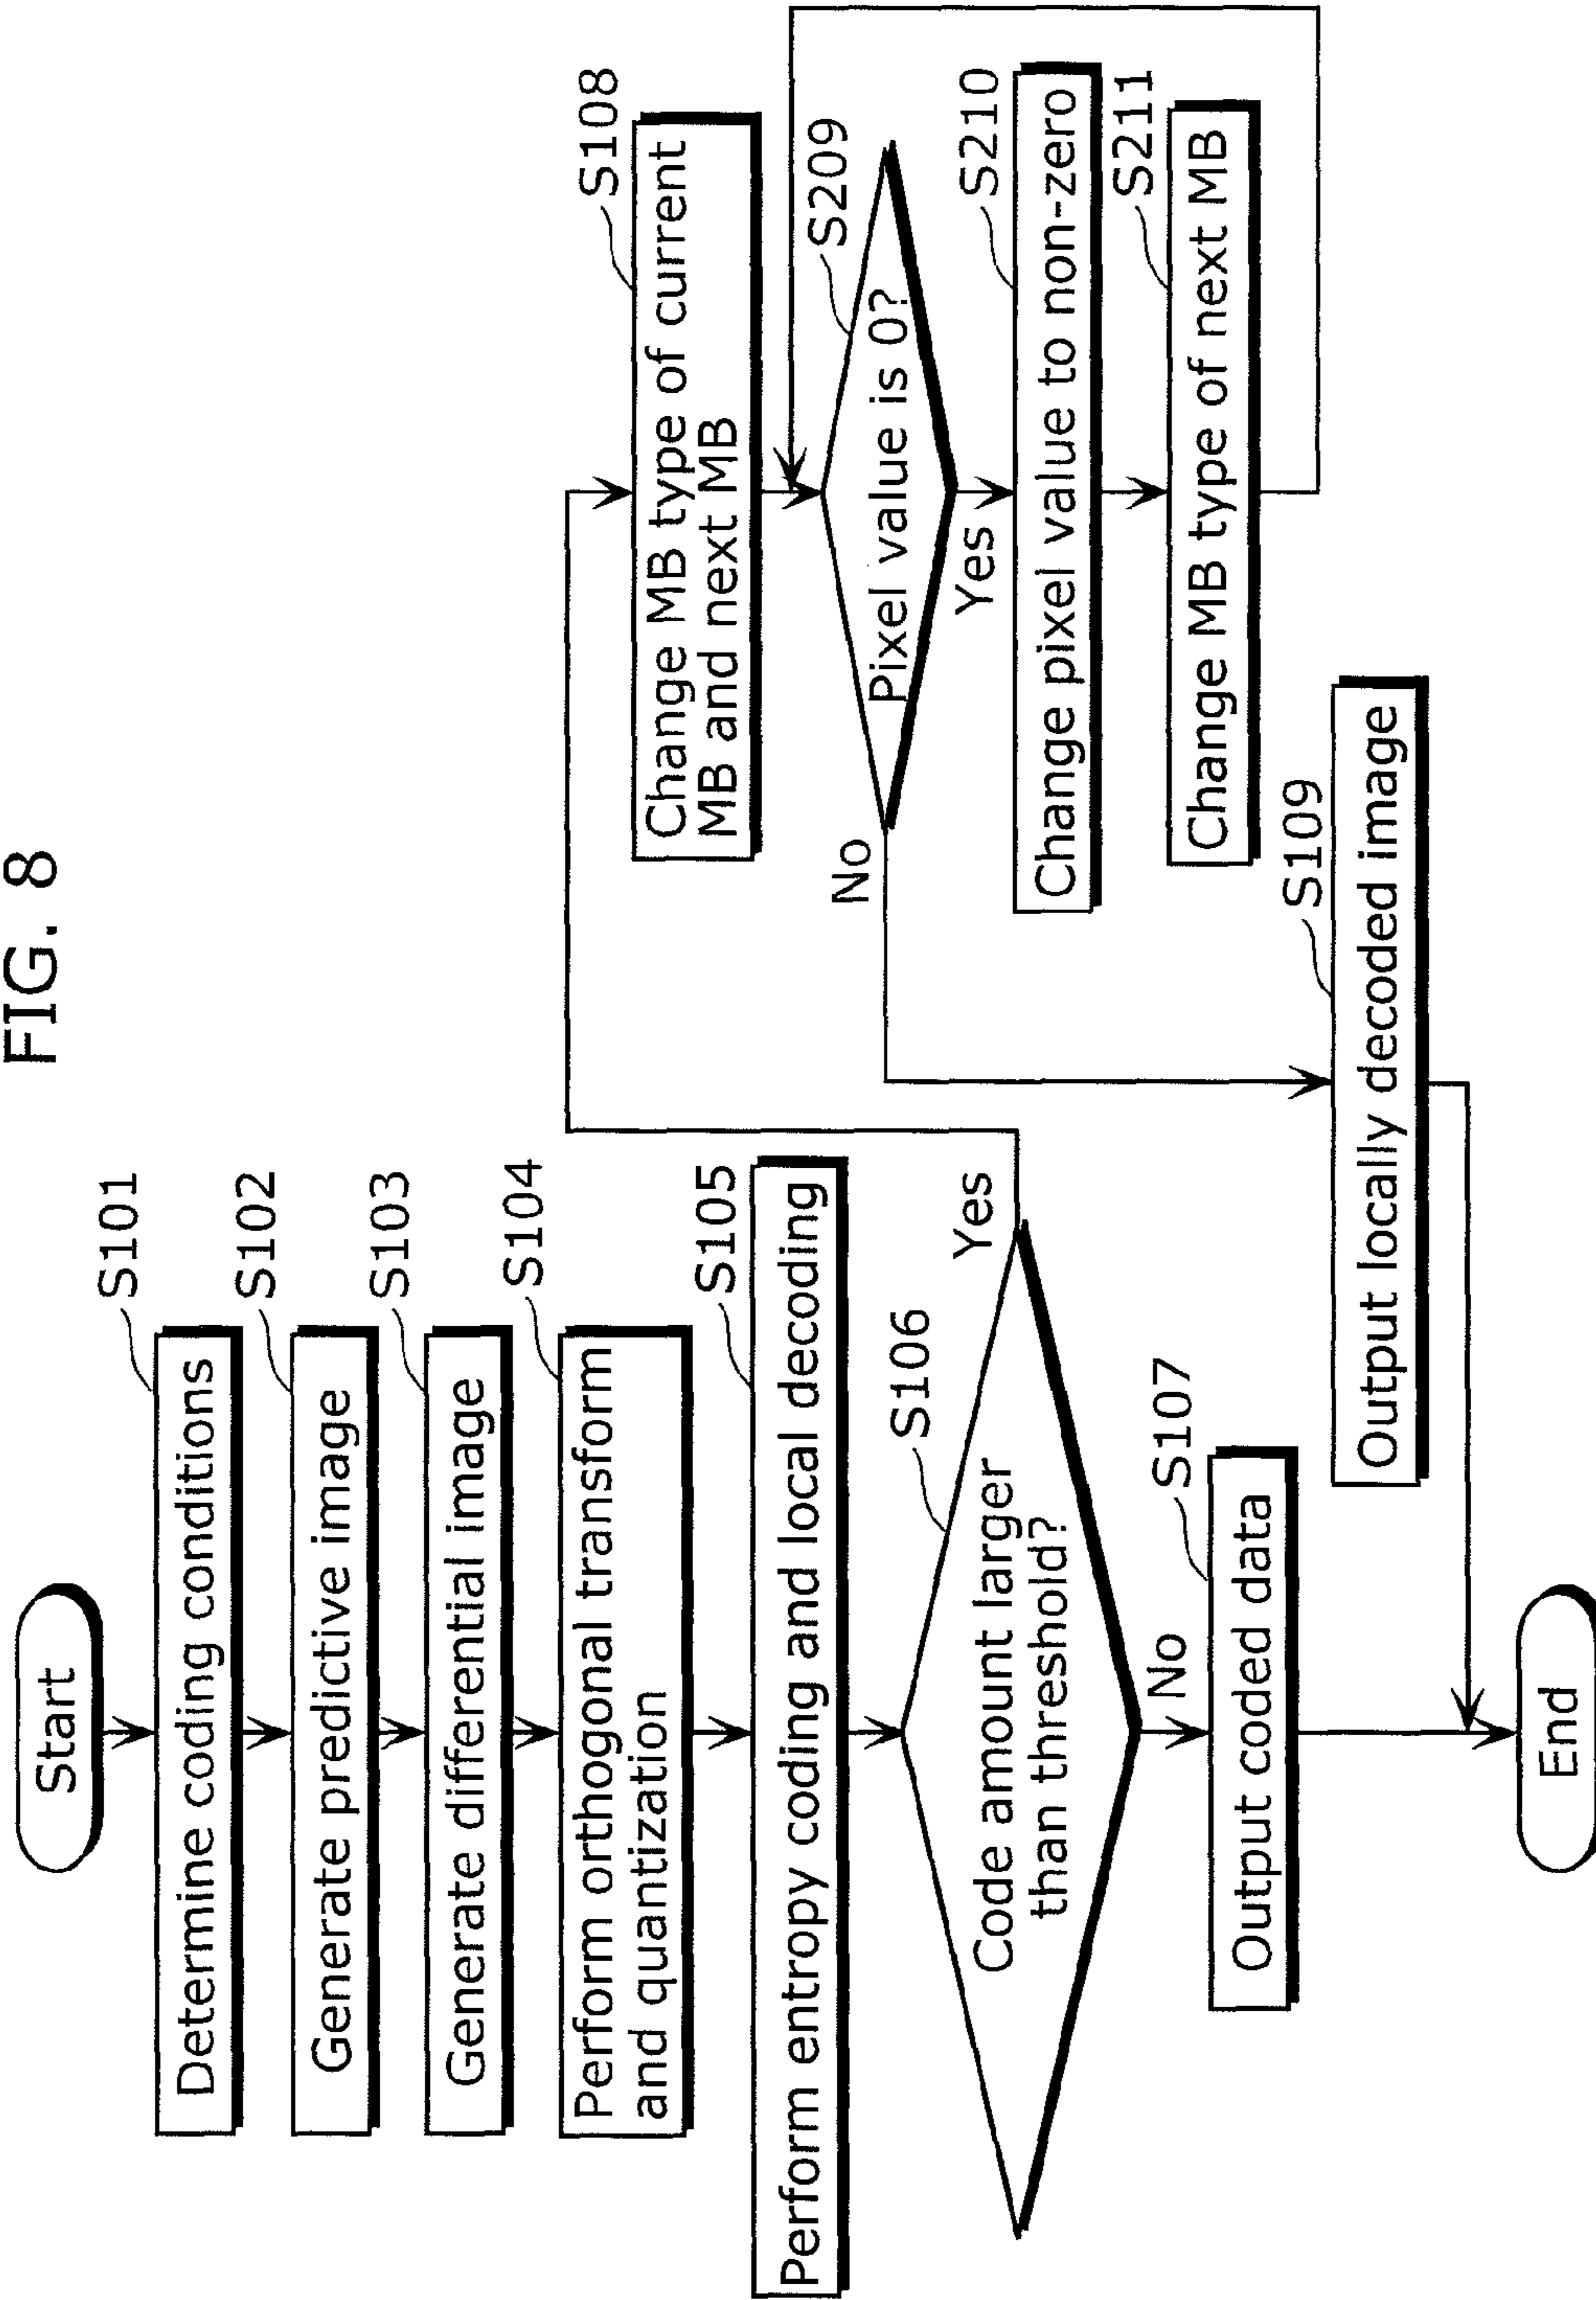 FIG. 8
Start
S101
Determine coding conditions
S102
Generate predictive image
S103
Generate differential image
S104
Perform orthogonal transform
and quantization
S105
Perform entropy coding and local decoding
S106
Code amount larger
than threshold?
Yes
No
S107
Output coded data
End
S108
Change MB type of current
MB and next MB
S209
Pixel value is 0?
No
Yes
S210
Change pixel value to non-zero
S211
Change MB type of next MB
S109
Output locally decoded image